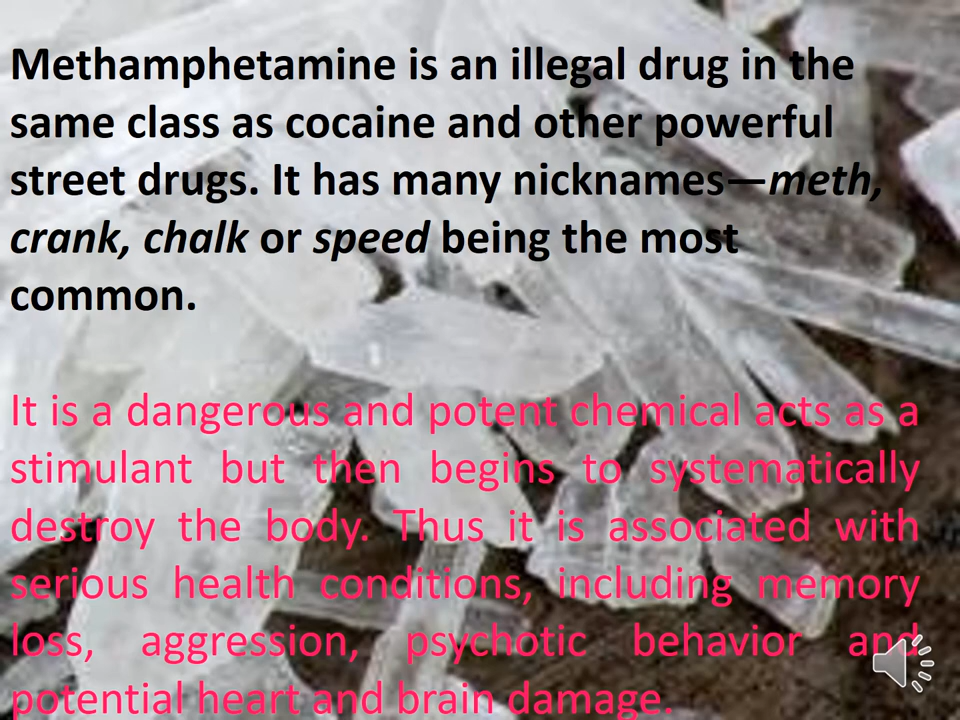 Methamphetamine is an illegal drug in the
same class as cocaine and other powerful
street drugs. It has many nicknames—meth,
crank, chalk or speed being the most
common.
It is a dangerous and potent chemical acts as a
stimulant but then begins to systematically
destroy the body. Thus it is associated with
serious health conditions, including memory
loss, aggression, psychotic behavior and
potential heart and brain damage.